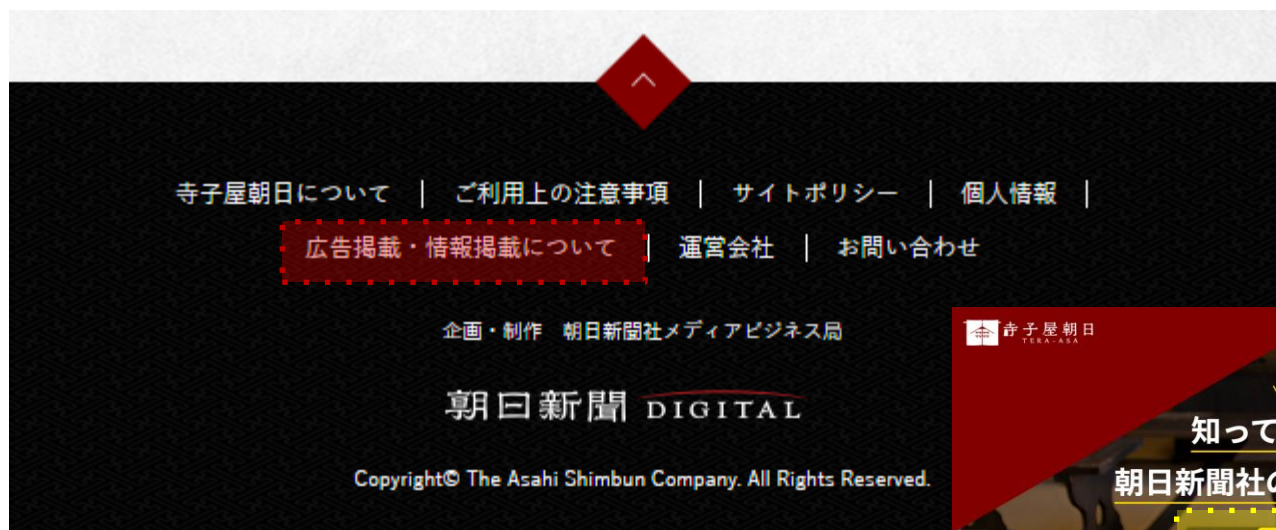 寺子屋朝日について | ご利用上の注意事項 | サイトポリシー | 個人情報 |
広告掲載・情報掲載について | 運営会社 | お問い合わせ
企画・制作　朝日新聞社メディアビジネス局
朝日新聞 DIGITAL
Copyright© The Asahi Shimbun Company. All Rights Reserved.
寺子屋朝日
TERA-ASA
知って
朝日新聞社の